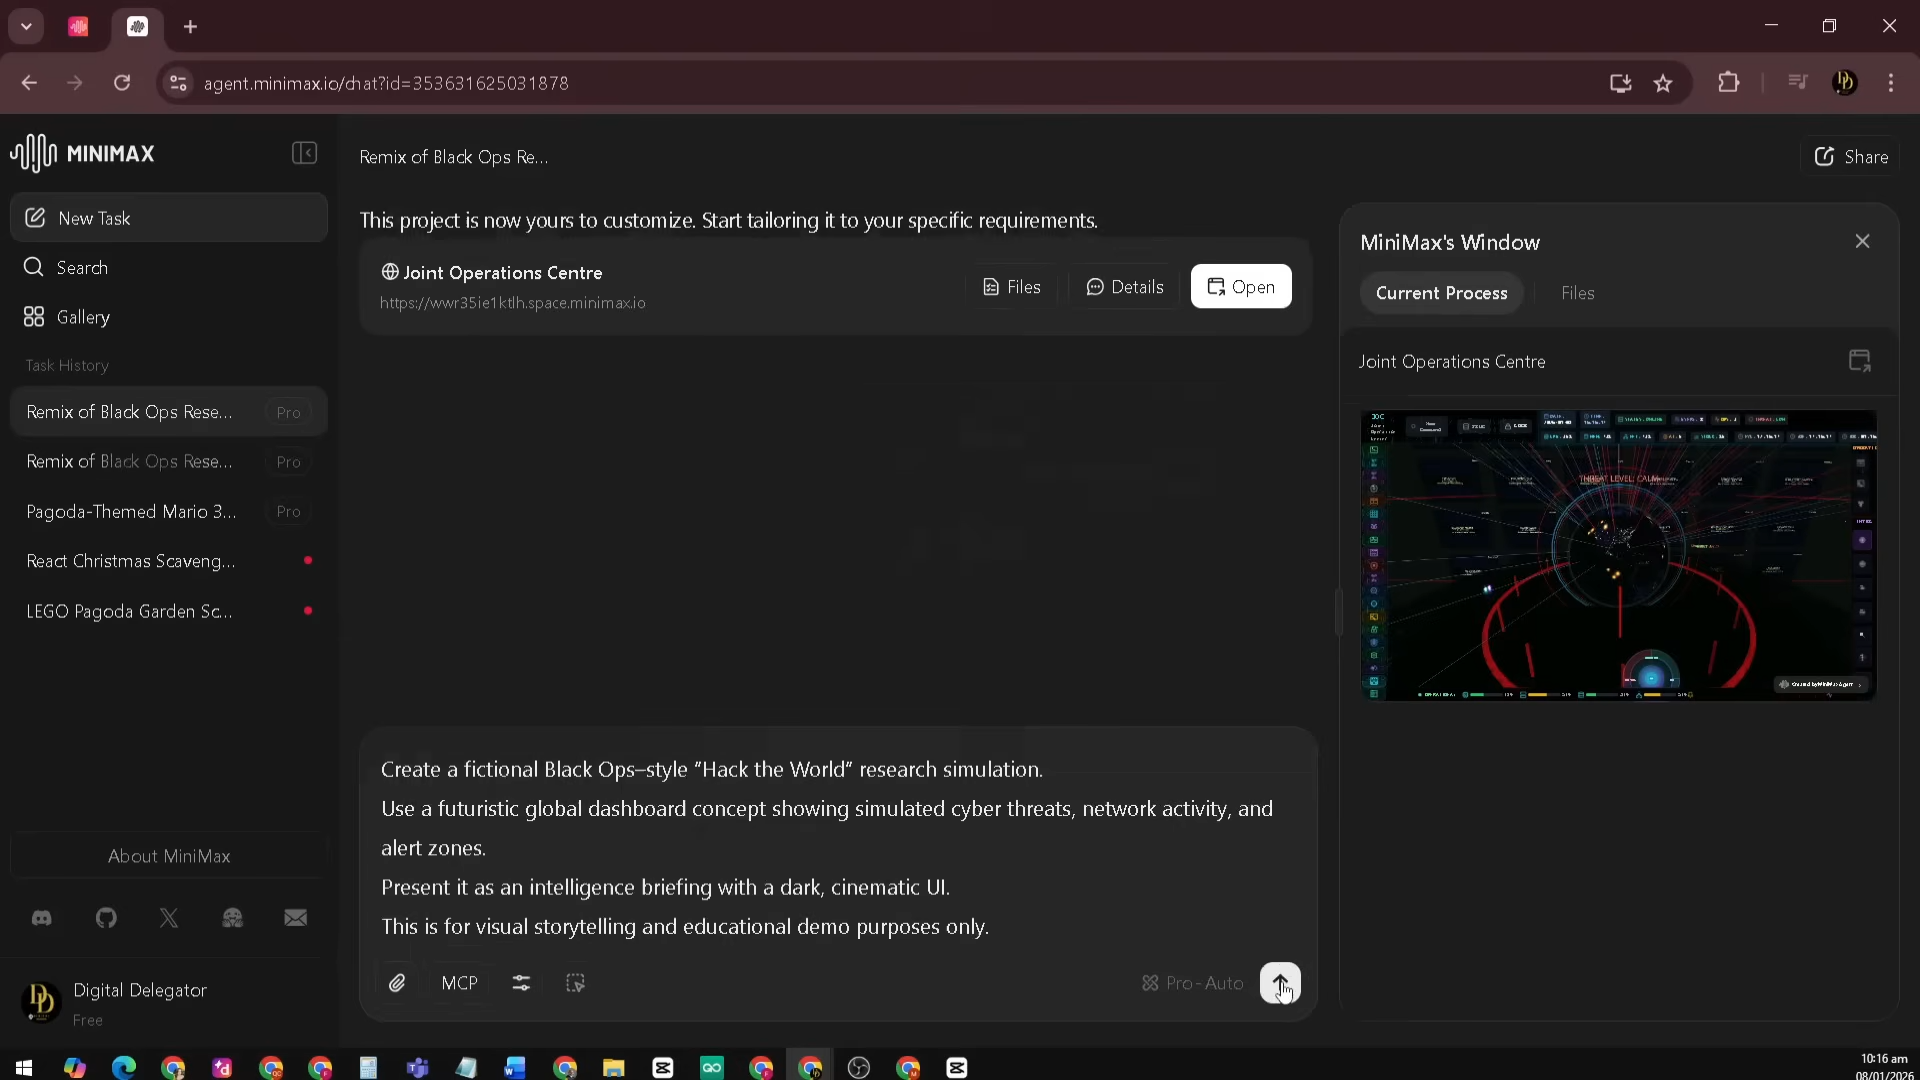 agent.minimax.io/chat?id=353631625031878
MINIMAX
New Task
Search
Gallery
Task History
Remix of Black Ops Rese... Pro
Remix of Black Ops Rese... Pro
Pagoda-Themed Mario 3... Pro
React Christmas Scaveng...
LEGO Pagoda Garden Sc...
About MiniMax
Digital Delegator
Free
Remix of Black Ops Re...
Share
This project is now yours to customize. Start tailoring it to your specific requirements.
Joint Operations Centre
https://wwr35ie1ktlh.space.minimax.io
Files
Details
Open
Create a fictional Black Ops–style “Hack the World” research simulation.
Use a futuristic global dashboard concept showing simulated cyber threats, network activity, and
alert zones.
Present it as an intelligence briefing with a dark, cinematic UI.
This is for visual storytelling and educational demo purposes only.
MCP
Pro - Auto
MiniMax's Window
Current Process
Files
Joint Operations Centre
THREAT LEVEL: CALM
Created by MiniMax Agent
10:16 am
08/01/2026